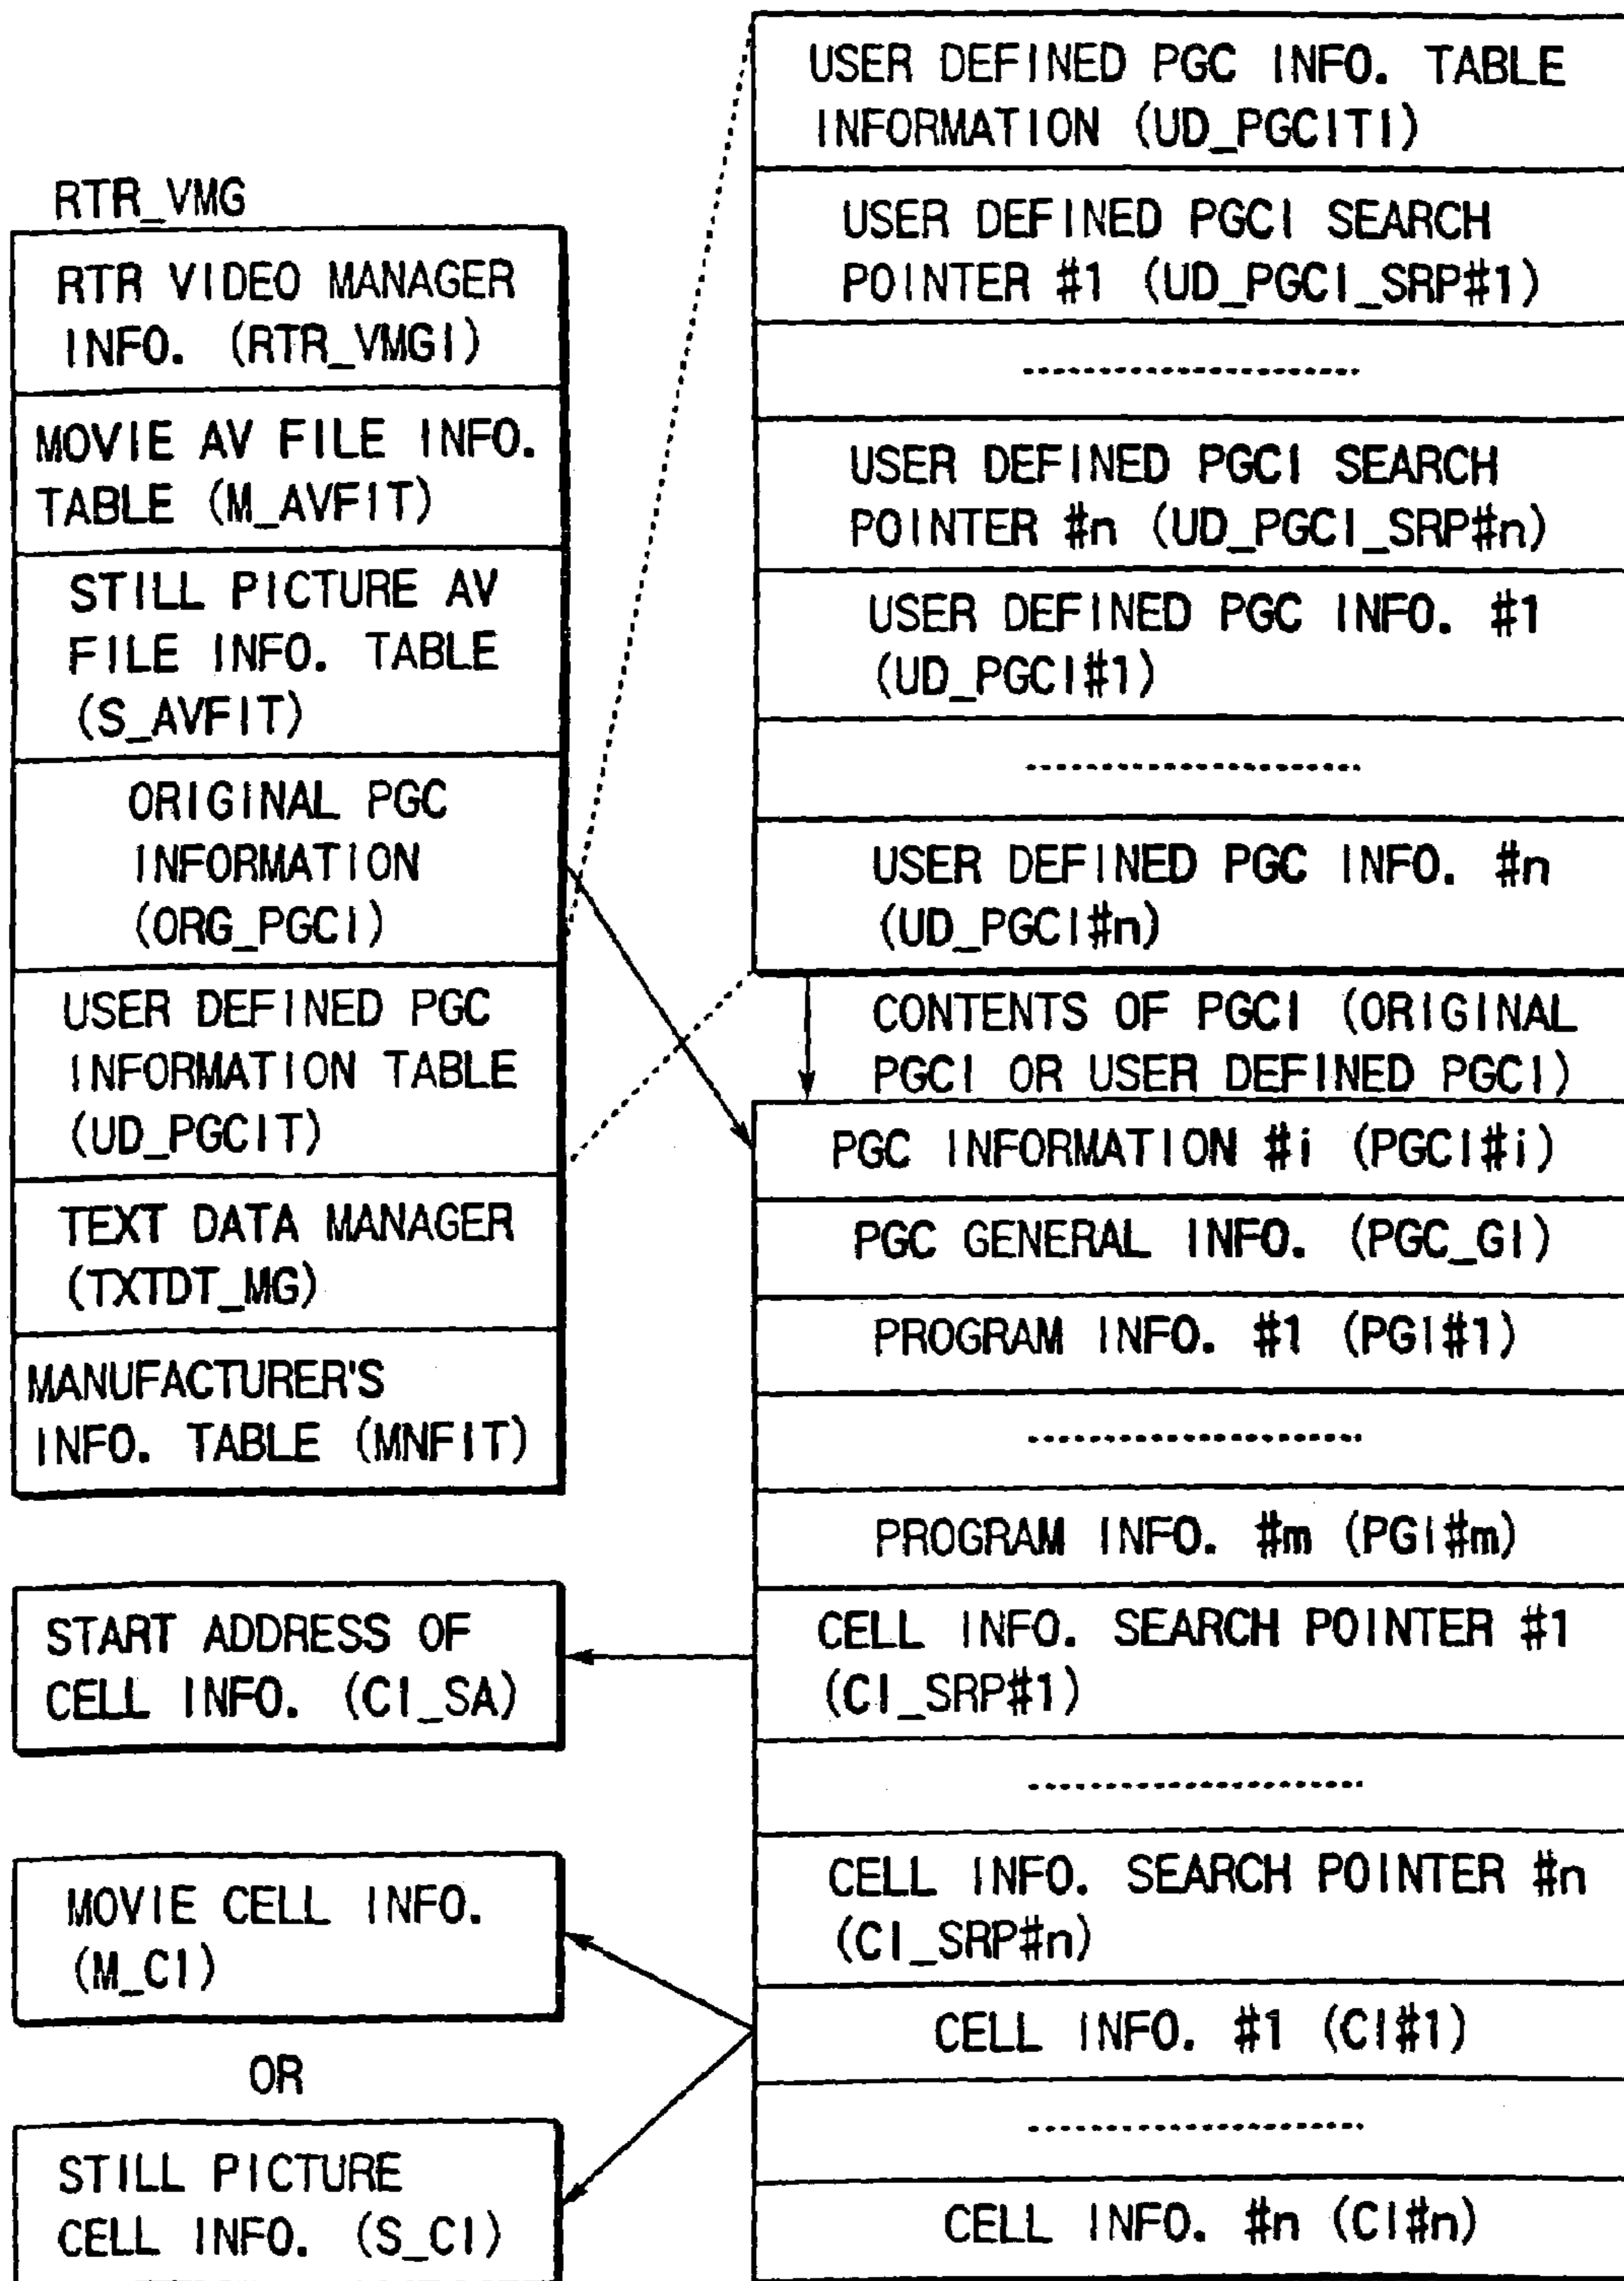 RTR_VMG
RTR VIDEO MANAGER
INFO. (RTR_VMGI)
MOVIE AV FILE INFO.
TABLE (M_AVFIT)
STILL PICTURE AV
FILE INFO. TABLE
(S_AVFIT)
ORIGINAL PGC
INFORMATION
(ORG_PGCI)
USER DEFINED PGC
INFORMATION TABLE
(UD_PGCIT)
TEXT DATA MANAGER
(TXTDT_MG)
MANUFACTURER'S
INFO. TABLE (MNFIT)
START ADDRESS OF
CELL INFO. (CI_SA)
MOVIE CELL INFO.
(M_CI)
OR
STILL PICTURE
CELL INFO. (S_CI)
USER DEFINED PGC INFO. TABLE
INFORMATION (UD_PGCITI)
USER DEFINED PGCI SEARCH
POINTER #1 (UD_PGCI_SRP#1)
USER DEFINED PGCI SEARCH
POINTER #n (UD_PGCI_SRP#n)
USER DEFINED PGC INFO. #1
(UD_PGCI#1)
USER DEFINED PGC INFO. #n
(UD_PGCI#n)
CONTENTS OF PGCI (ORIGINAL
PGCI OR USER DEFINED PGCI)
PGC INFORMATION #i (PGCI#i)
PGC GENERAL INFO. (PGC_GI)
PROGRAM INFO. #1 (PGI#1)
PROGRAM INFO. #m (PGI#m)
CELL INFO. SEARCH POINTER #1
(CI_SRP#1)
CELL INFO. SEARCH POINTER #n
(CI_SRP#n)
CELL INFO. #1 (CI#1)
CELL INFO. #n (CI#n)